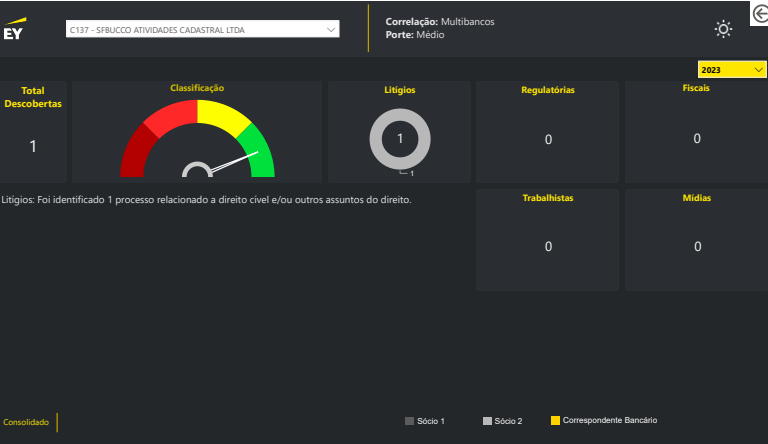 EY
C137 - SFBUCCO ATIVIDADES CADASTRAL LTDA
Correlação: Multibancos
Porte: Médio
2023
Total
Descobertas
1
Classificação
Litígios
1
1
Regulatórias
0
Fiscais
0
Litígios: Foi identificado 1 processo relacionado a direito cível e/ou outros assuntos do direito.
Trabalhistas
0
Mídias
0
Consolidado
Sócio 1
Sócio 2
Correspondente Bancário